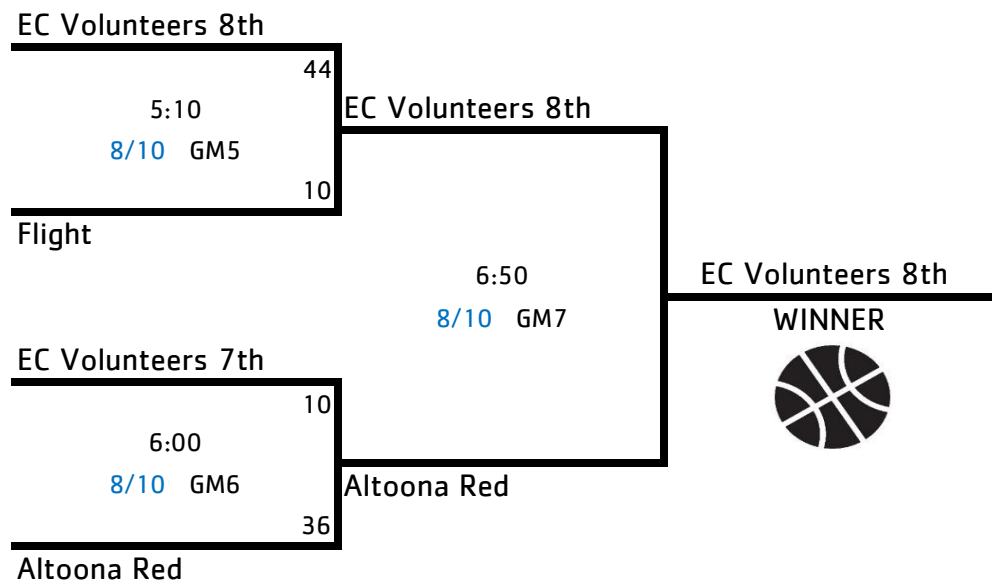 EC Volunteers 8th
44
5:10
8/10 GM5
10
Flight
EC Volunteers 8th
6:50
8/10 GM7
EC Volunteers 8th
WINNER
EC Volunteers 7th
10
6:00
8/10 GM6
36
Altoona Red
Altoona Red